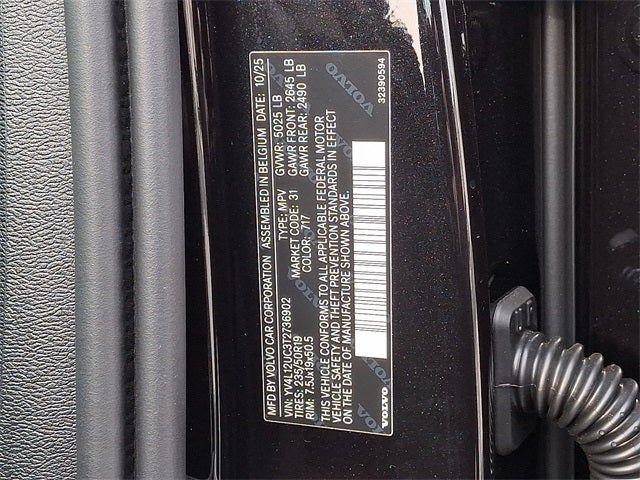 MFD BY VOLVO CAR CORPORATION ASSEMBLED IN BELGIUM DATE: 10/25
VIN: YV4L12UC3T2736902 TYPE: MPV GVWR: 5025 LB
TIRES: 235/50R19 MARKET CODE: 31 GAWR FRONT: 2645 LB
RIM: 7.5Jx19x50.5 COLOR: 717 GAWR REAR: 2490 LB
THIS VEHICLE CONFORMS TO ALL APPLICABLE FEDERAL MOTOR
VEHICLE SAFETY AND THEFT PREVENTION STANDARDS IN EFFECT
ON THE DATE OF MANUFACTURE SHOWN ABOVE.
VOLVO
32390594